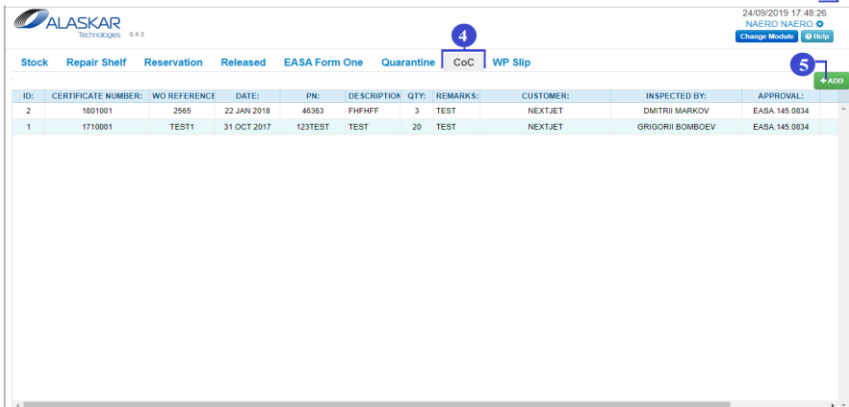 24/09/2019 17:48:26
ALASKAR
Technologies 8.4.3
NAERO NAERO
Change Module Help
4
Stock Repair Shelf Reservation Released EASA Form One Quarantine CoC WP Slip
5
+ ADD
ID: CERTIFICATE NUMBER: WO REFERENCE DATE: PN: DESCRIPTION QTY: REMARKS: CUSTOMER: INSPECTED BY: APPROVAL:
2 1801001 2565 22 JAN 2018 46363 FHFHFF 3 TEST NEXTJET DMITRII MARKOV EASA.145.0834
1 1710001 TEST1 31 OCT 2017 123TEST TEST 20 TEST NEXTJET GRIGORII BOMBOEV EASA.145.0834